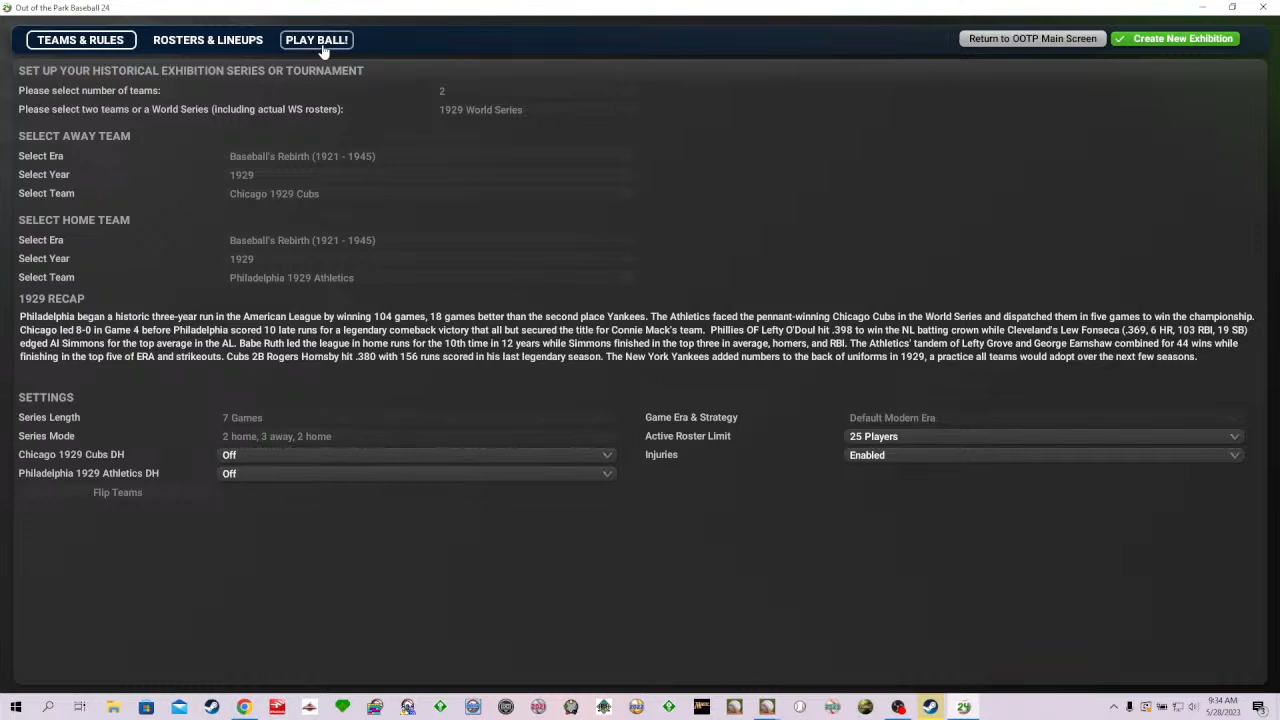 Out of the Park Baseball 24
TEAMS & RULES ROSTERS & LINEUPS PLAY BALL! Return to OOTP Main Screen Create New Exhibition
SET UP YOUR HISTORICAL EXHIBITION SERIES OR TOURNAMENT
Please select number of teams: 2
Please select two teams or a World Series (including actual WS rosters): 1929 World Series
SELECT AWAY TEAM
Select Era Baseball's Rebirth (1921 - 1945)
Select Year 1929
Select Team Chicago 1929 Cubs
SELECT HOME TEAM
Select Era Baseball's Rebirth (1921 - 1945)
Select Year 1929
Select Team Philadelphia 1929 Athletics
1929 RECAP
Philadelphia began a historic three-year run in the American League by winning 104 games, 18 games better than the second place Yankees. The Athletics faced the pennant-winning Chicago Cubs in the World Series and dispatched them in five games to win the championship.
Chicago led 8-0 in Game 4 before Philadelphia scored 10 late runs for a legendary comeback victory that all but secured the title for Connie Mack's team. Phillies OF Lefty O'Doul hit .398 to win the NL batting crown while Cleveland's Lew Fonseca (.369, 6 HR, 103 RBI, 19 SB)
edged Al Simmons for the top average in the AL. Babe Ruth led the league in home runs for the 10th time in 12 years while Simmons finished in the top three in average, homers, and RBI. The Athletics' tandem of Lefty Grove and George Earnshaw combined for 44 wins while
finishing in the top five of ERA and strikeouts. Cubs 2B Rogers Hornsby hit .380 with 156 runs scored in his last legendary season. The New York Yankees added numbers to the back of uniforms in 1929, a practice all teams would adopt over the next few seasons.
SETTINGS
Series Length 7 Games Game Era & Strategy Default Modern Era
Series Mode 2 home, 3 away, 2 home Active Roster Limit 25 Players
Chicago 1929 Cubs DH Off Injuries Enabled
Philadelphia 1929 Athletics DH Off
Flip Teams
9:34 AM
5/28/2023